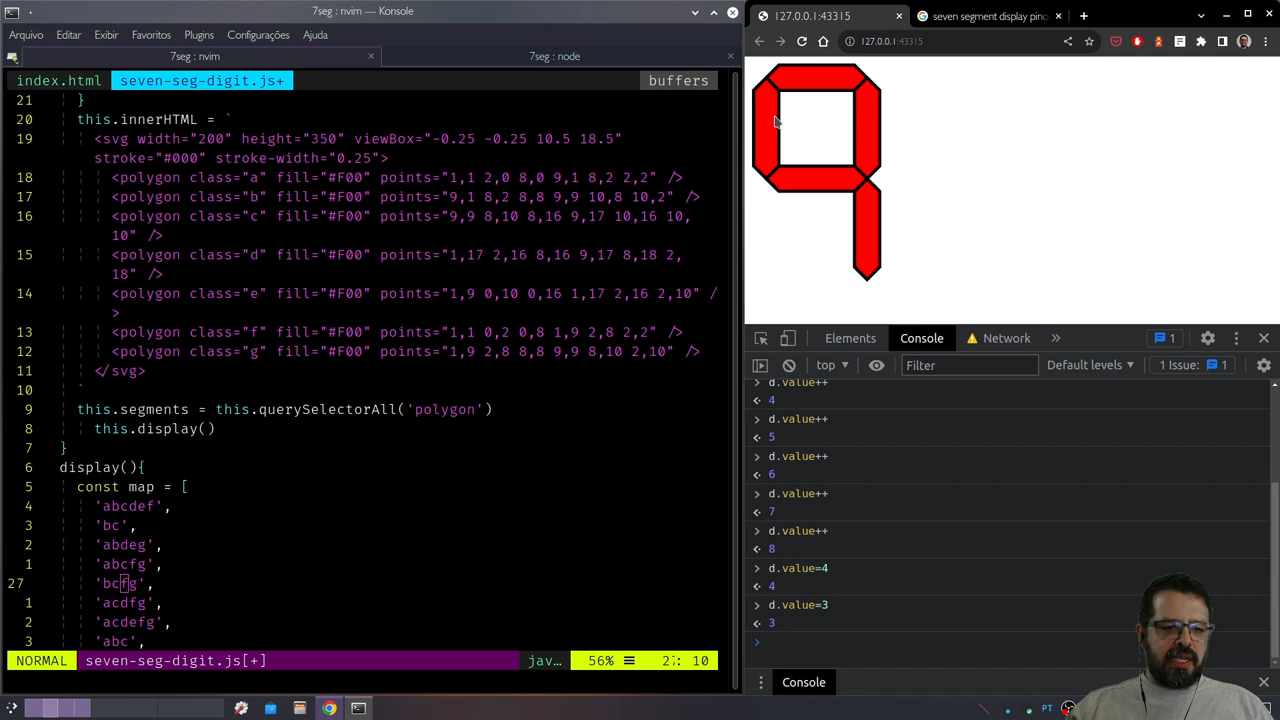 7seg : nvim — Konsole
Arquivo Editar Exibir Favoritos Plugins Configurações Ajuda
7seg : nvim
7seg : node
index.html seven-seg-digit.js+ buffers
21 }
20 this.innerHTML = `
19 <svg width="200" height="350" viewBox="-0.25 -0.25 10.5 18.5"
stroke="#000" stroke-width="0.25">
18 <polygon class="a" fill="#F00" points="1,1 2,0 8,0 9,1 8,2 2,2" />
17 <polygon class="b" fill="#F00" points="9,1 8,2 8,8 9,9 10,8 10,2" />
16 <polygon class="c" fill="#F00" points="9,9 8,10 8,16 9,17 10,16 10,
10" />
15 <polygon class="d" fill="#F00" points="1,17 2,16 8,16 9,17 8,18 2,
18" />
14 <polygon class="e" fill="#F00" points="1,9 0,10 0,16 1,17 2,16 2,10" /
>
13 <polygon class="f" fill="#F00" points="1,1 0,2 0,8 1,9 2,8 2,2" />
12 <polygon class="g" fill="#F00" points="1,9 2,8 8,8 9,9 8,10 2,10" />
11 </svg>
10 `
9 this.segments = this.querySelectorAll('polygon')
8 this.display()
7 }
6 display(){
5 const map = [
4 'abcdef',
3 'bc',
2 'abdeg',
1 'abcfg',
27 'bcfg',
1 'acdfg',
2 'acdefg',
3 'abc',
NORMAL seven-seg-digit.js[+] jav… 56% 27: 10
127.0.0.1:43315
seven segment display pino
127.0.0.1:43315
Elements Console Network 1
top Filter Default levels 1 Issue: 1
d.value++
4
d.value++
5
d.value++
6
d.value++
7
d.value++
8
d.value=4
4
d.value=3
3
Console
PT